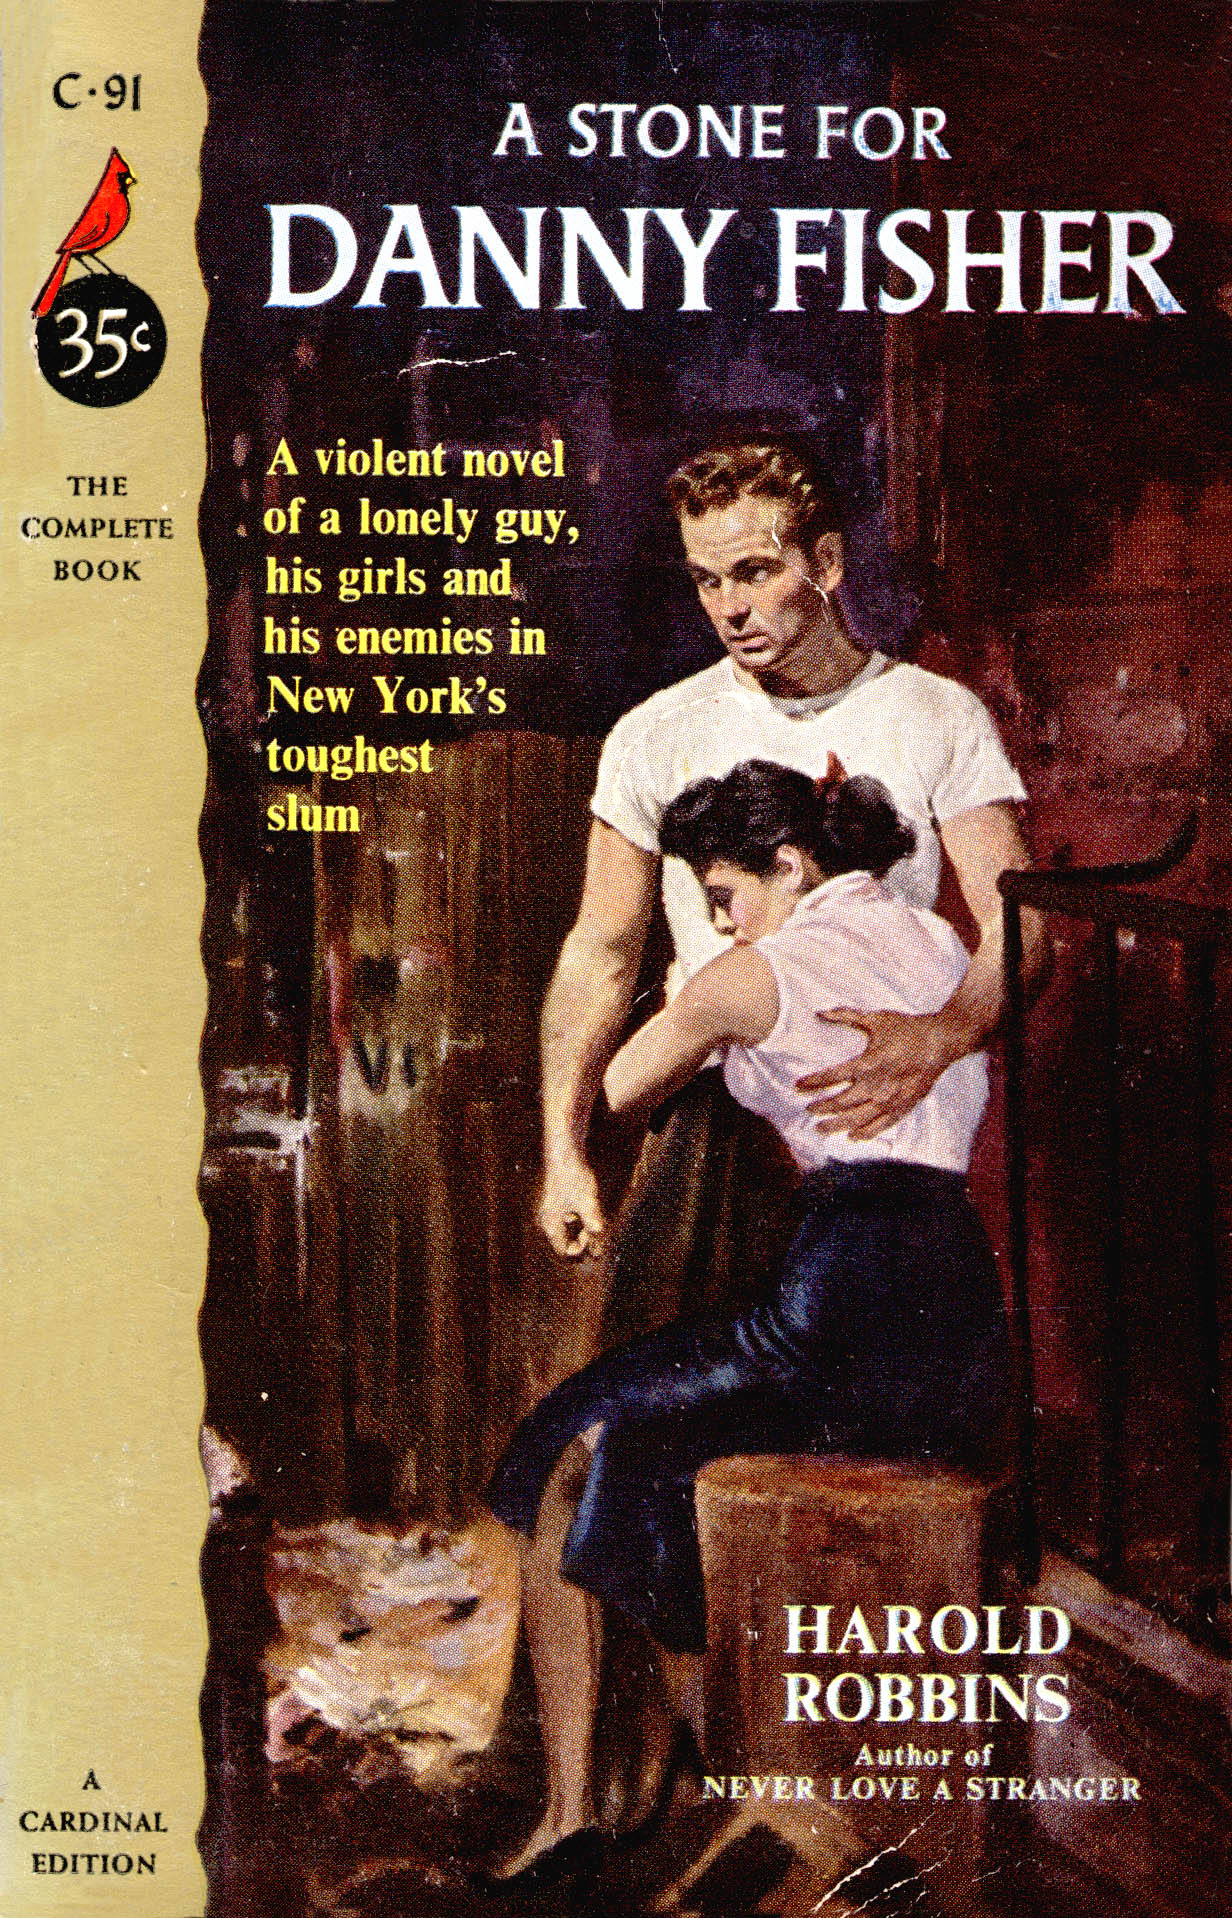 C·91
35¢
THE
COMPLETE
BOOK
A STONE FOR
DANNY FISHER
A violent novel
of a lonely guy,
his girls and
his enemies in
New York's
toughest
slum
HAROLD
ROBBINS
Author of
NEVER LOVE A STRANGER
A
CARDINAL
EDITION